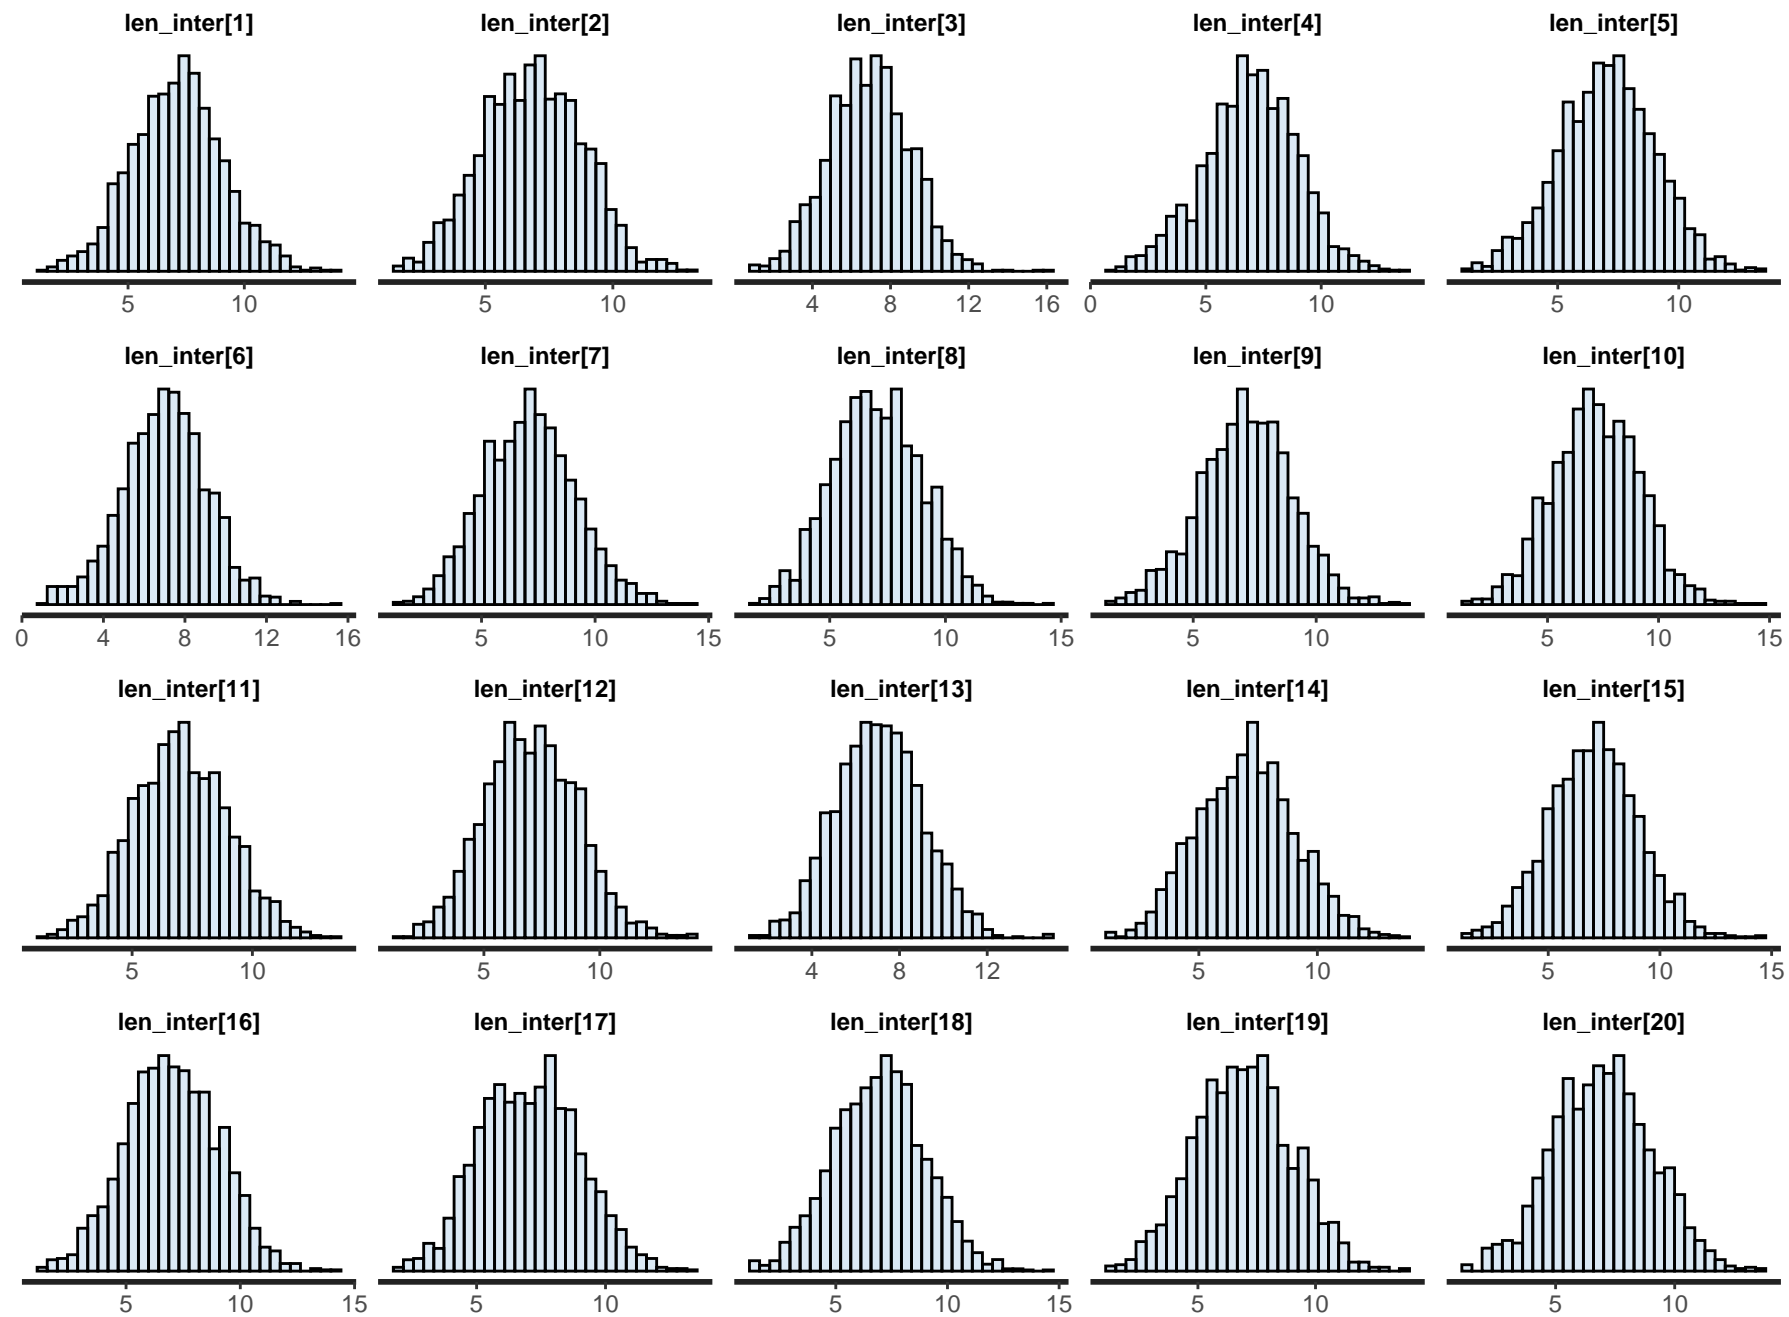 len_inter[1] len_inter[2] len_inter[3] len_inter[4] len_inter[5]
5 10 5 10 4 8 12 16 0 5 10 5 10
len_inter[6] len_inter[7] len_inter[8] len_inter[9] len_inter[10]
0 4 8 12 16 5 10 15 5 10 15 5 10 5 10 15
len_inter[11] len_inter[12] len_inter[13] len_inter[14] len_inter[15]
5 10 5 10 4 8 12 5 10 5 10 15
len_inter[16] len_inter[17] len_inter[18] len_inter[19] len_inter[20]
5 10 15 5 10 5 10 15 5 10 5 10